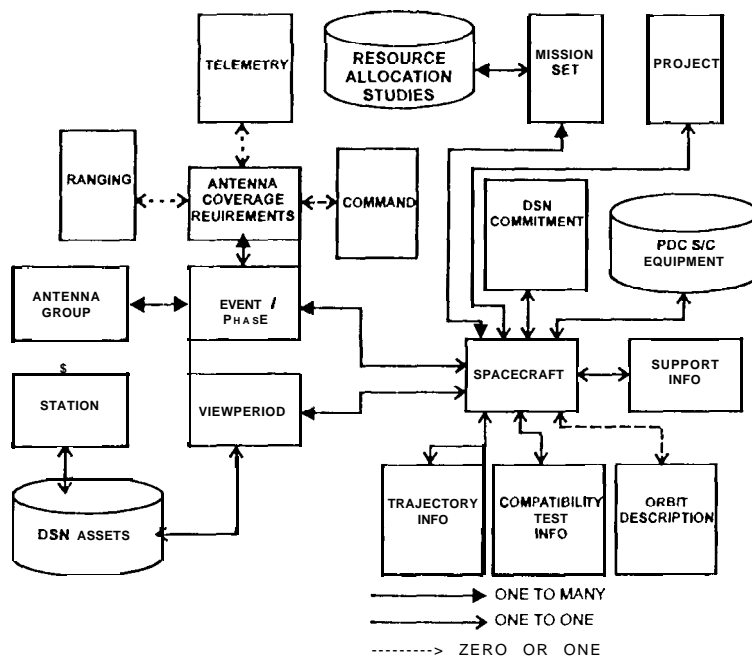 TELEMETRY
RESOURCE
ALLOCATION
STUDIES
MISSION
SET
PROJECT
RANGING
ANTENNA
COVERAGE
REUIREMENTS
COMMAND
DSN
COMMITMENT
PDC S/C
EQUIPMENT
ANTENNA
GROUP
EVENT /
PHASE
$
STATION
VIEWPERIOD
SPACECRAFT
SUPPORT
INFO
DSN ASSETS
TRAJECTORY
INFO
COMPATIBILITY
TEST
INFO
ORBIT
DESCRIPTION
ONE TO MANY
ONE TO ONE
ZERO OR ONE